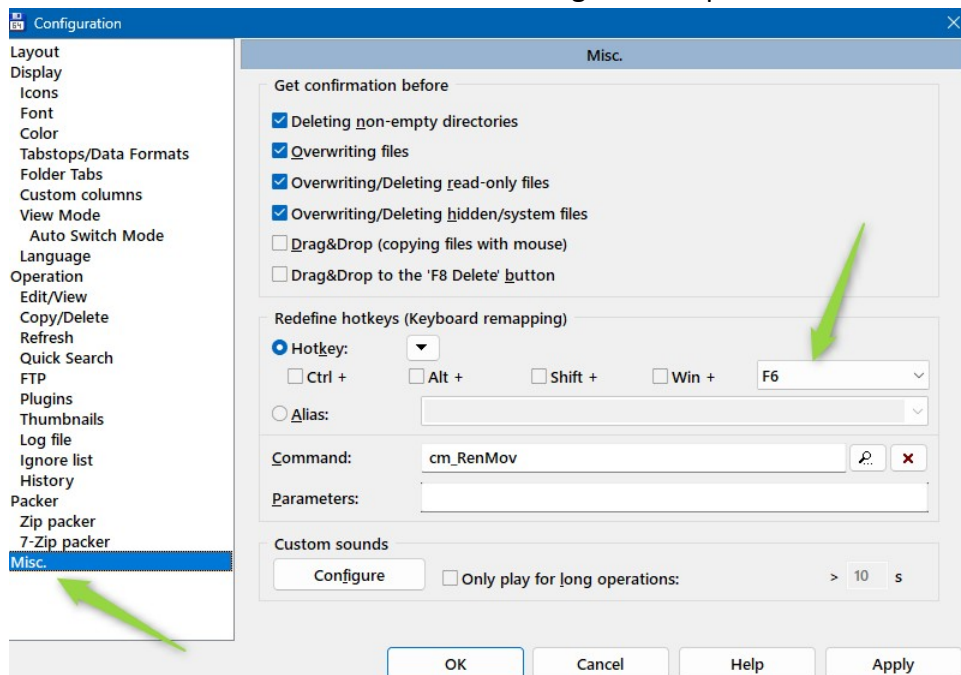 Configuration
Layout
Display
Icons
Font
Color
Tabstops/Data Formats
Folder Tabs
Custom columns
View Mode
Auto Switch Mode
Language
Operation
Edit/View
Copy/Delete
Refresh
Quick Search
FTP
Plugins
Thumbnails
Log file
Ignore list
History
Packer
Zip packer
7-Zip packer
Misc.
Misc.
Get confirmation before
Deleting non-empty directories
Overwriting files
Overwriting/Deleting read-only files
Overwriting/Deleting hidden/system files
Drag&Drop (copying files with mouse)
Drag&Drop to the 'F8 Delete' button
Redefine hotkeys (Keyboard remapping)
Hotkey:
Ctrl + Alt + Shift + Win + F6
Alias:
Command: cm_RenMov
Parameters:
Custom sounds
Configure Only play for long operations: > 10 s
OK Cancel Help Apply